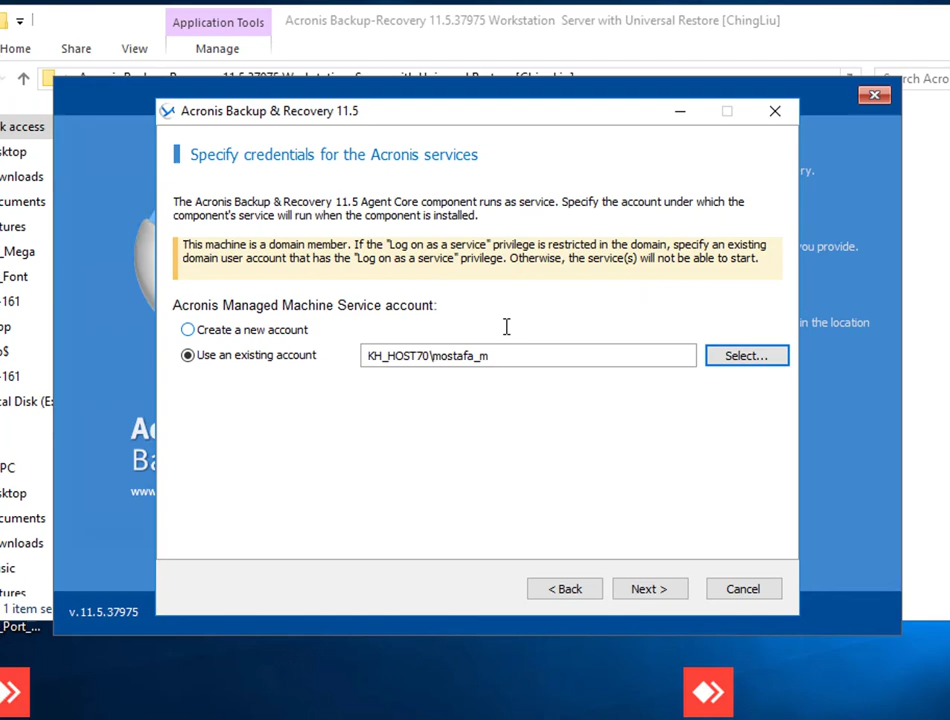 Application Tools
Acronis Backup-Recovery 11.5.37975 Workstation Server with Universal Restore [ChingLiu]
Home Share View Manage
Acronis Backup & Recovery 11.5
Specify credentials for the Acronis services
The Acronis Backup & Recovery 11.5 Agent Core component runs as service. Specify the account under which the
component's service will run when the component is installed.
This machine is a domain member. If the "Log on as a service" privilege is restricted in the domain, specify an existing
domain user account that has the "Log on as a service" privilege. Otherwise, the service(s) will not be able to start.
Acronis Managed Machine Service account:
Create a new account
Use an existing account
KH_HOST70\mostafa_m
Select...
< Back
Next >
Cancel
k access
sktop
wnloads
cuments
tures
_Mega
_Font
-161
op
o$
-161
cal Disk (E:
PC
sktop
cuments
wnloads
sic
tures
1 item se
_Port_...
Ac
Ba
www
v.11.5.37975
ry.
you provide.
in the location